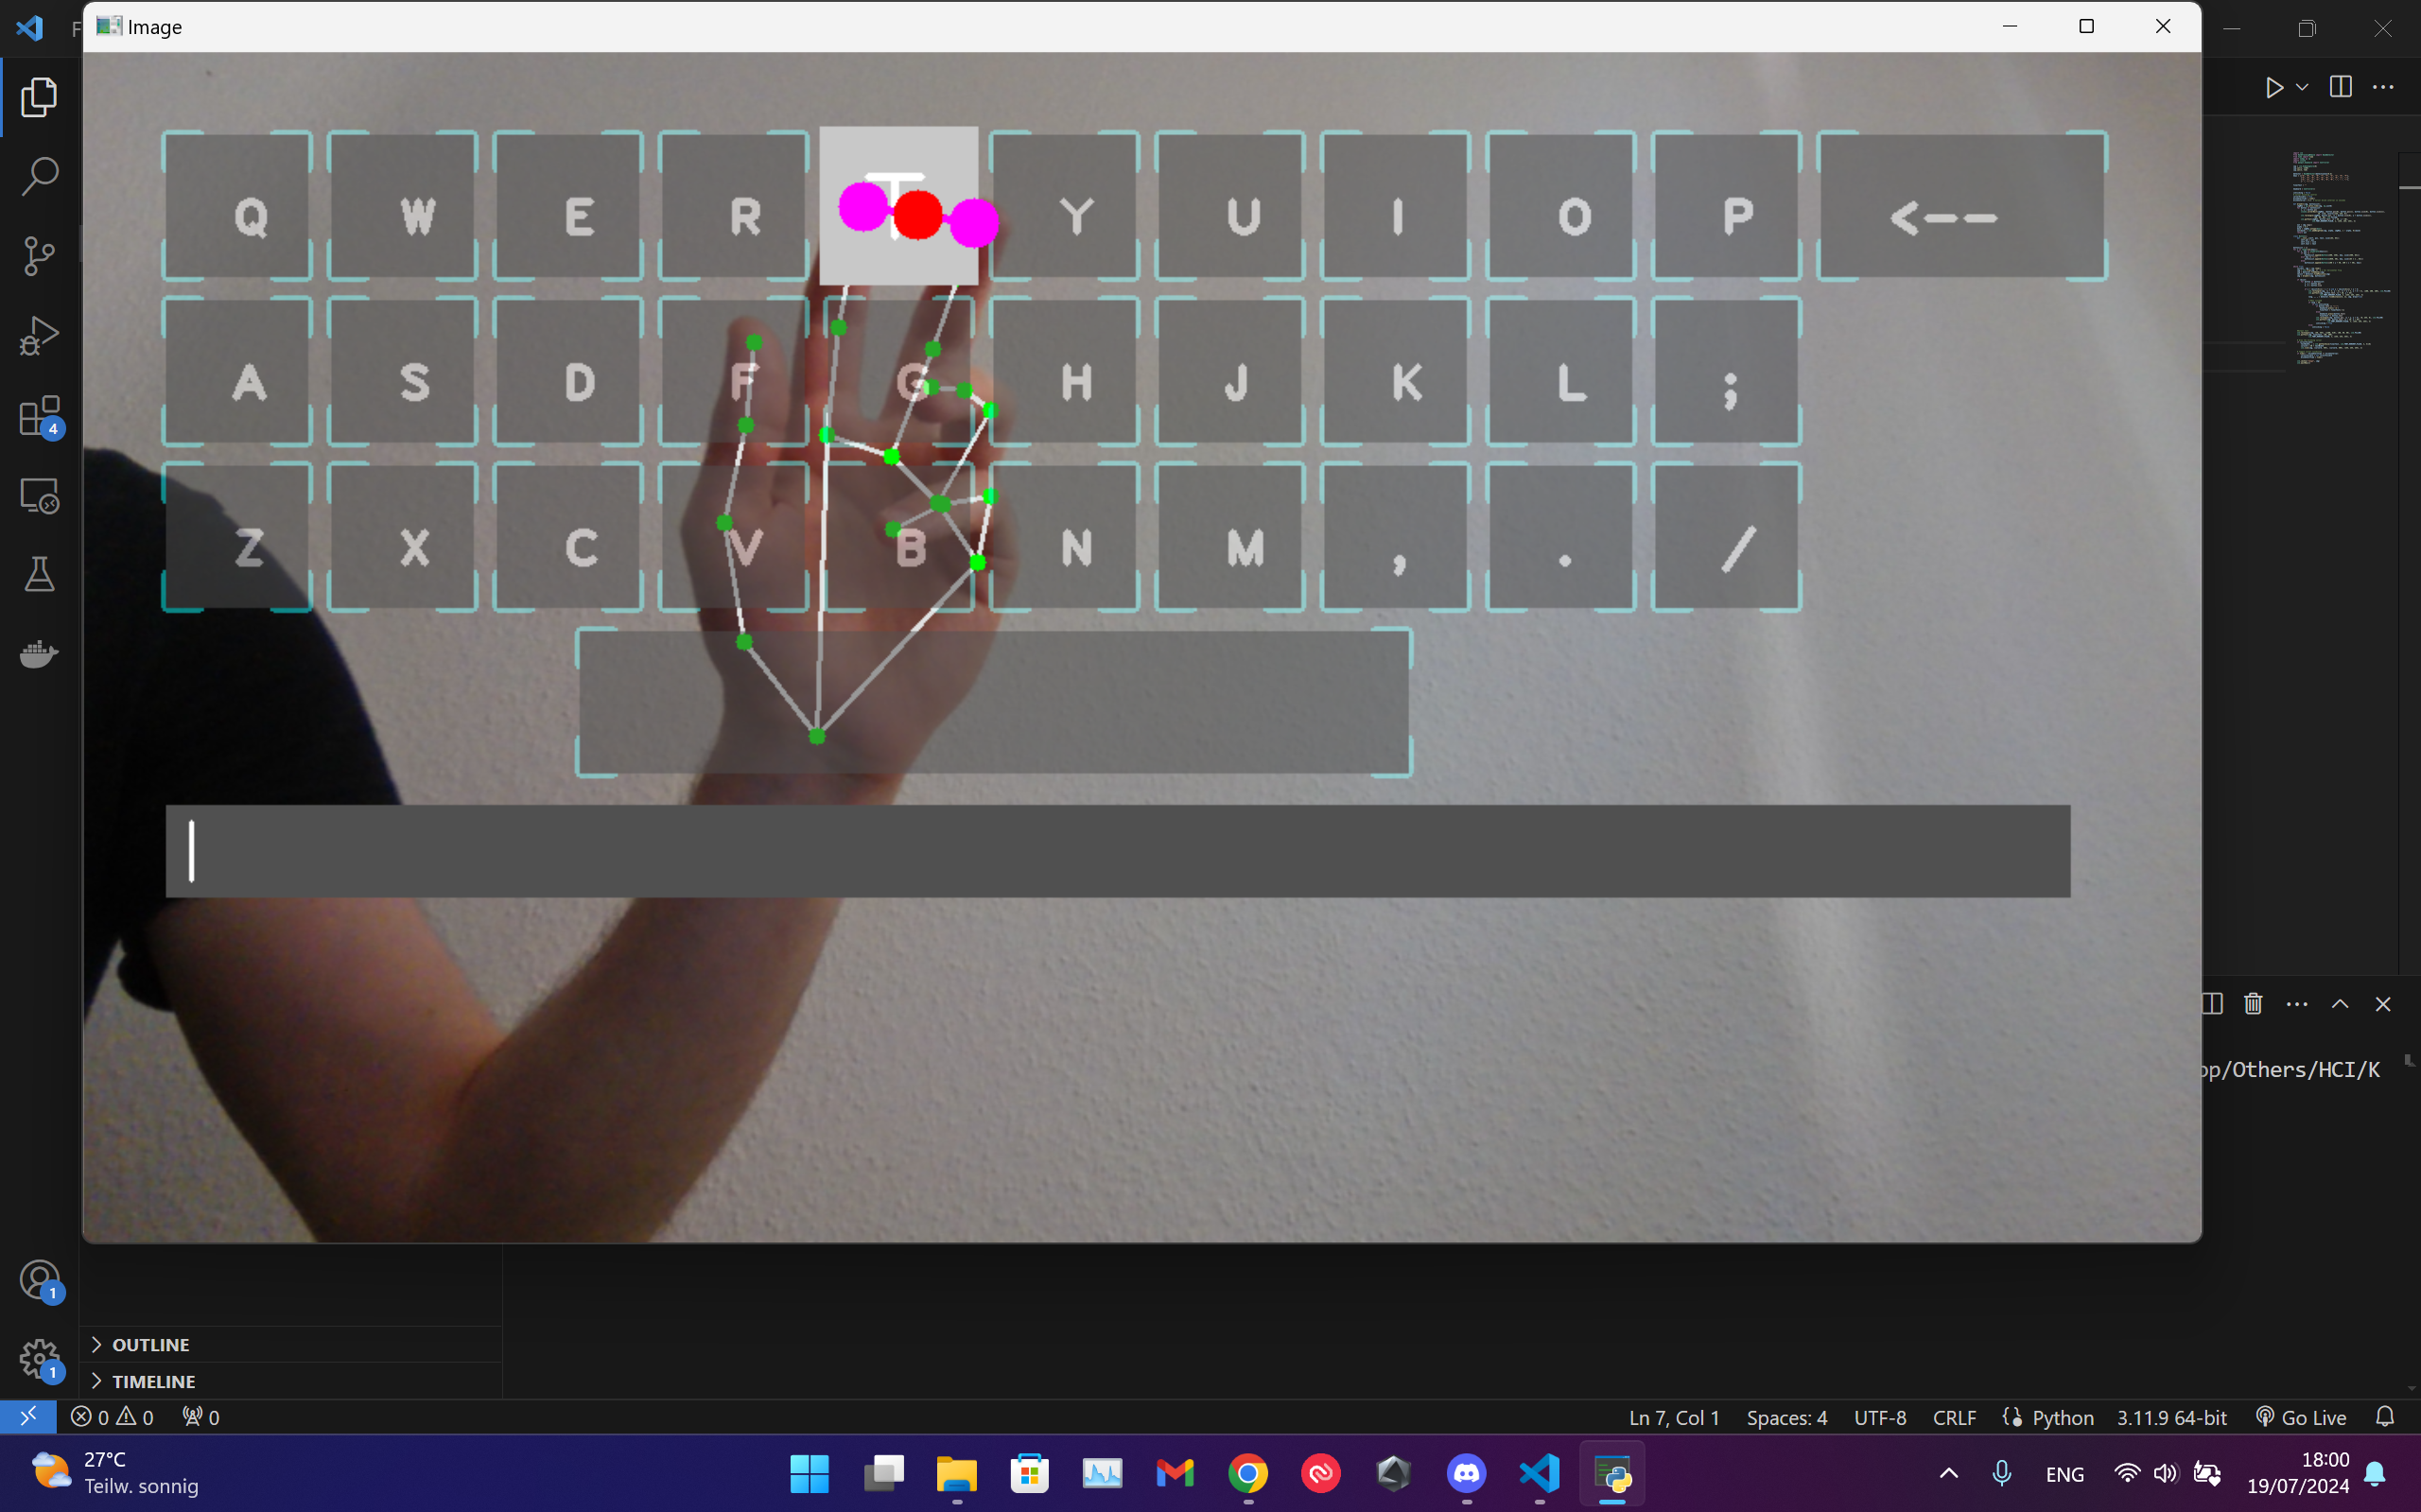 F
Image
Q W E R T Y U I O P <--
A S D F G H J K L ;
Z X C V B N M , . /
4
pp/Others/HCI/K
1
OUTLINE
1
TIMELINE
0 0 0
Ln 7, Col 1 Spaces: 4 UTF-8 CRLF Python 3.11.9 64-bit Go Live
27°C
Teilw. sonnig
ENG
18:00
19/07/2024